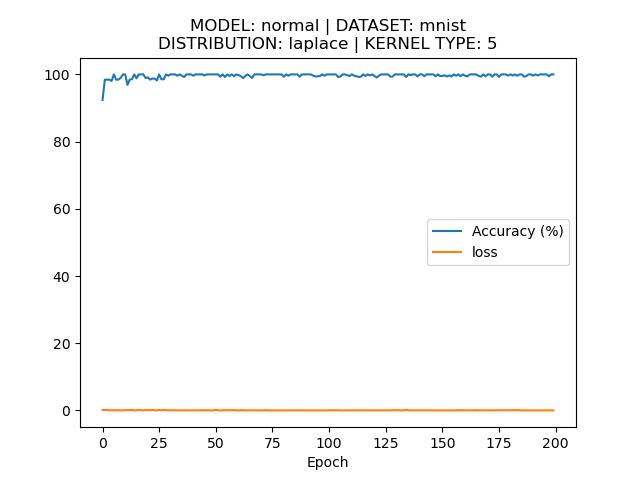 MODEL: normal | DATASET: mnist
DISTRIBUTION: laplace | KERNEL TYPE: 5
100
80
60
40
20
0
Accuracy (%)
loss
0 25 50 75 100 125 150 175 200
Epoch